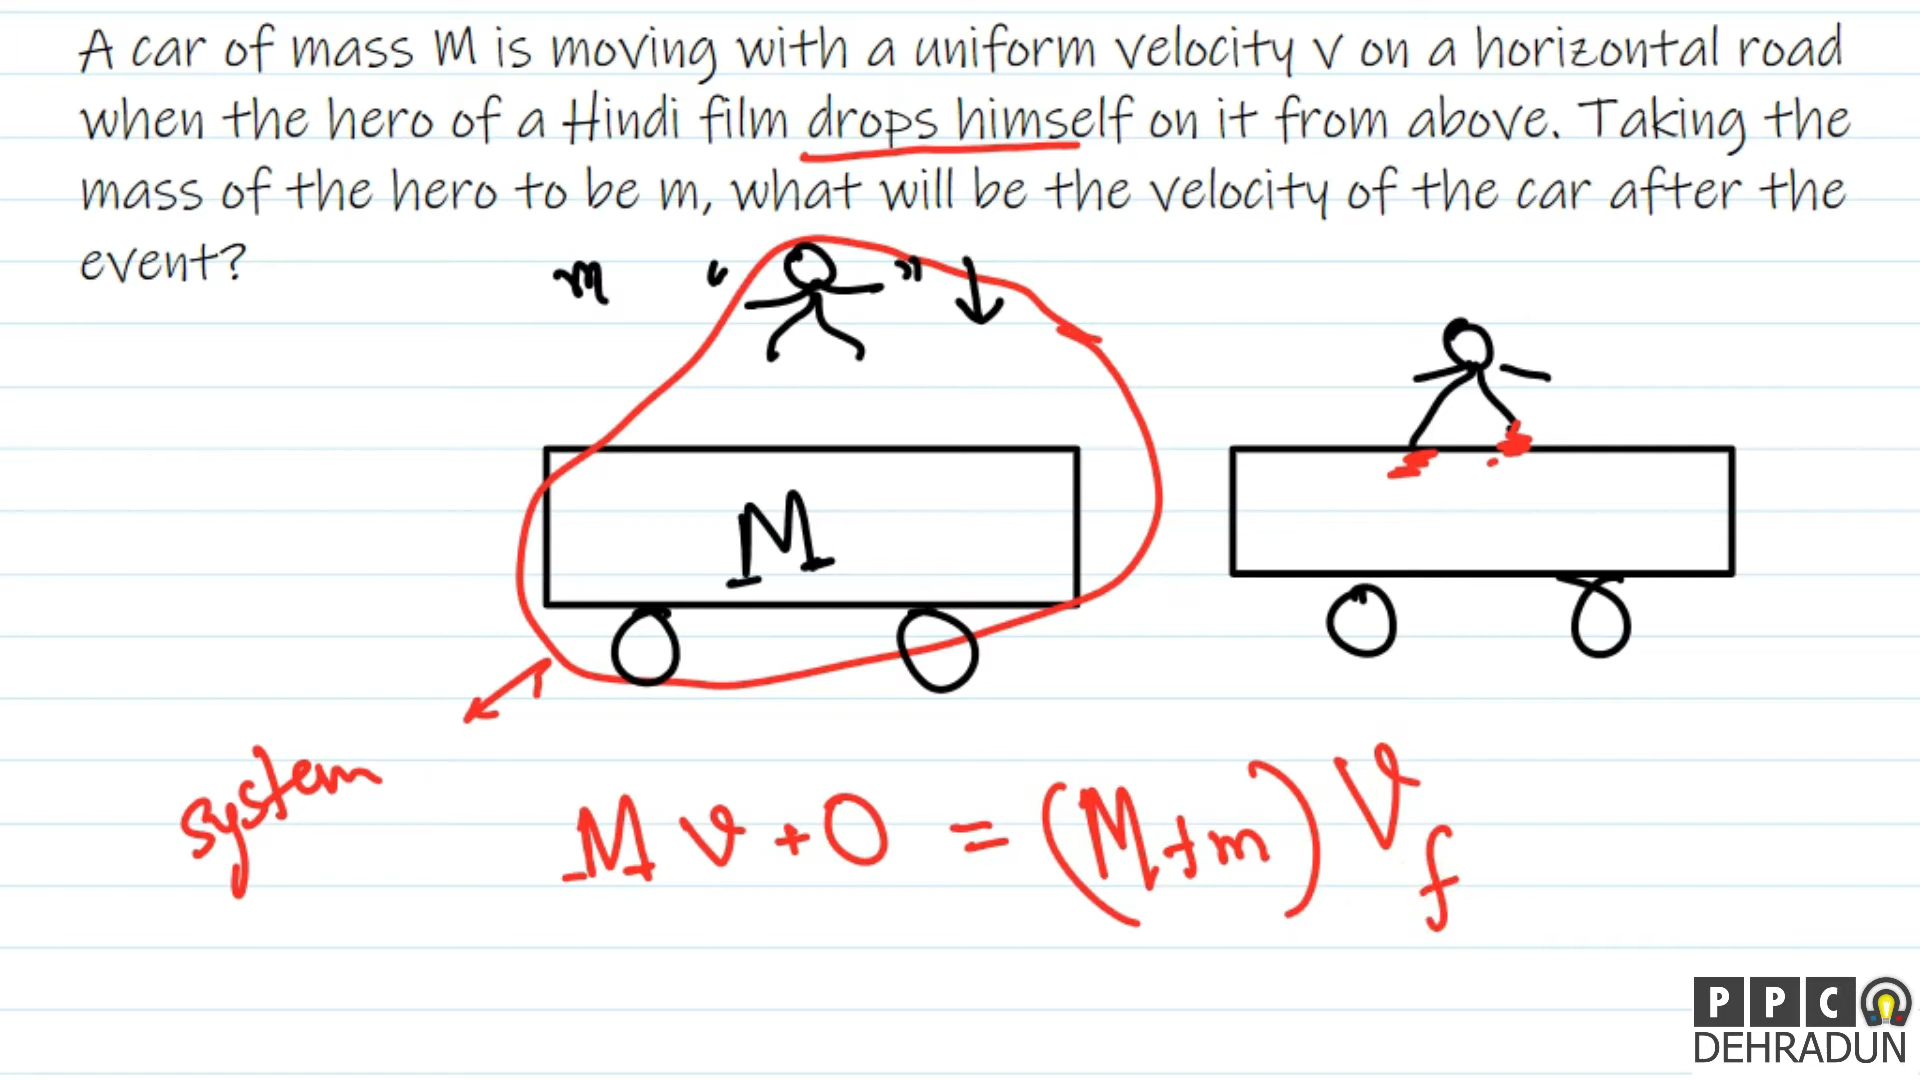 A car of mass M is moving with a uniform velocity v on a horizontal road
when the hero of a Hindi film drops himself on it from above. Taking the
mass of the hero to be m, what will be the velocity of the car after the
event?
m
M
system
Mv + 0 = (M+m) v_f
PPC
DEHRADUN